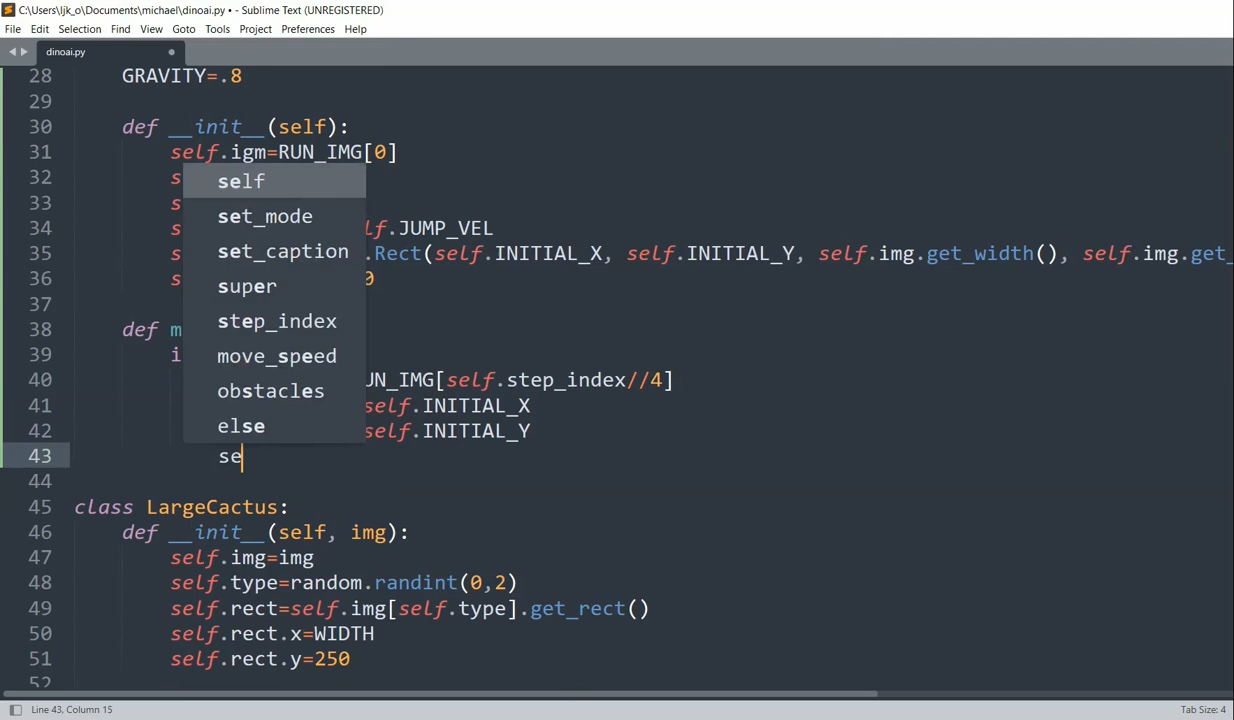 C:\Users\ljk_o\Documents\michael\dinoai.py • - Sublime Text (UNREGISTERED)
File Edit Selection Find View Goto Tools Project Preferences Help
dinoai.py
28 GRAVITY=.8
29
30 def __init__(self):
31 self.igm=RUN_IMG[0]
32 s
33 s
34 s lf.JUMP_VEL
35 s .Rect(self.INITIAL_X, self.INITIAL_Y, self.img.get_width(), self.img.get_
36 s 0
37
38 def m
39 i
40 UN_IMG[self.step_index//4]
41 self.INITIAL_X
42 self.INITIAL_Y
43 se
self
set_mode
set_caption
super
step_index
move_speed
obstacles
else
44
45 class LargeCactus:
46 def __init__(self, img):
47 self.img=img
48 self.type=random.randint(0,2)
49 self.rect=self.img[self.type].get_rect()
50 self.rect.x=WIDTH
51 self.rect.y=250
52
Line 43, Column 15 Tab Size: 4